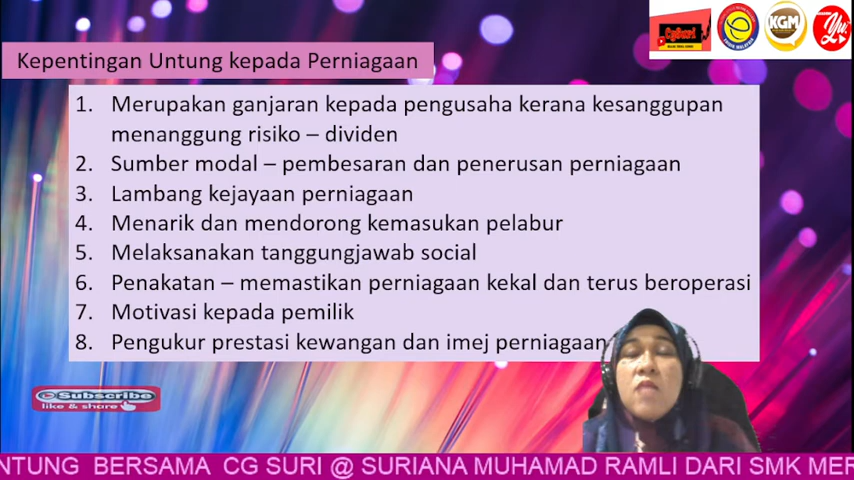 CgSuri
KGM
Yu.
Kepentingan Untung kepada Perniagaan
1. Merupakan ganjaran kepada pengusaha kerana kesanggupan
menanggung risiko – dividen
2. Sumber modal – pembesaran dan penerusan perniagaan
3. Lambang kejayaan perniagaan
4. Menarik dan mendorong kemasukan pelabur
5. Melaksanakan tanggungjawab social
6. Penakatan – memastikan perniagaan kekal dan terus beroperasi
7. Motivasi kepada pemilik
8. Pengukur prestasi kewangan dan imej perniagaan
Subscribe
like & share
NTUNG BERSAMA CG SURI @ SURIANA MUHAMAD RAMLI DARI SMK MER